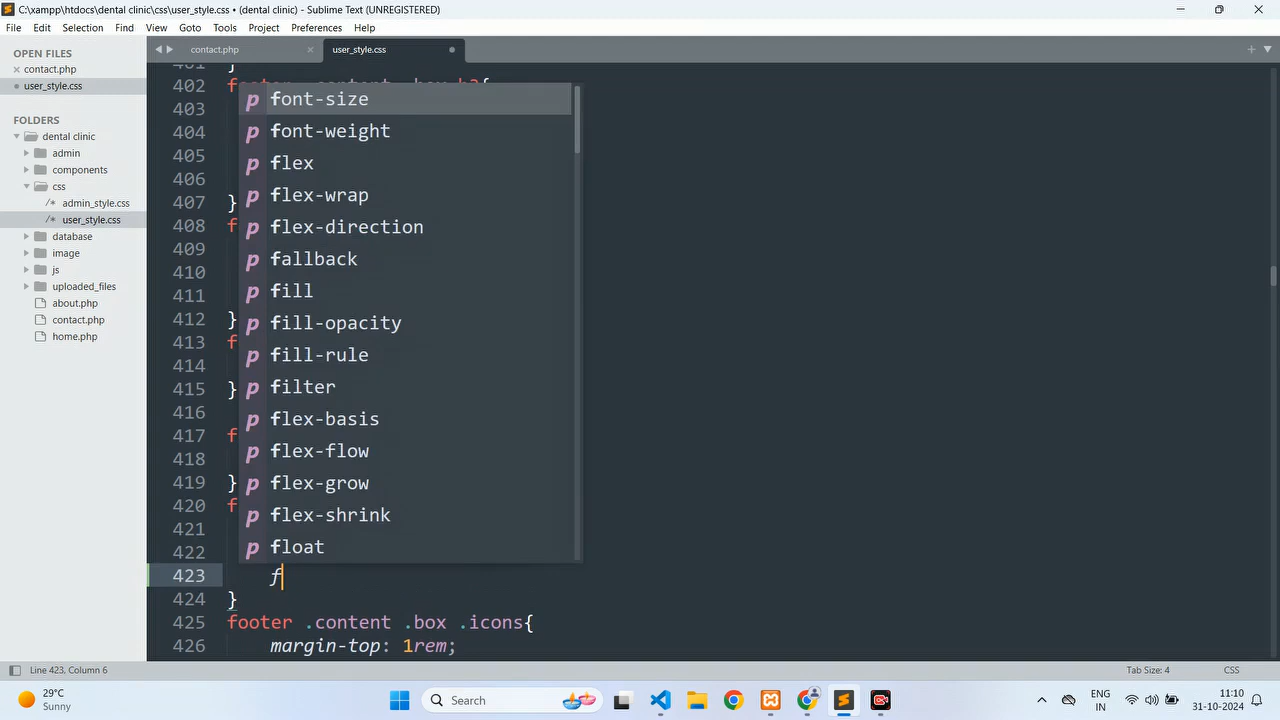 C:\xampp\htdocs\dental clinic\css\user_style.css • (dental clinic) - Sublime Text (UNREGISTERED)
File Edit Selection Find View Goto Tools Project Preferences Help
OPEN FILES
contact.php
user_style.css
FOLDERS
dental clinic
admin
components
css
admin_style.css
user_style.css
database
image
js
uploaded_files
about.php
contact.php
home.php
contact.php
user_style.css
401 }
402 footer .content .box h3{
403
404
405
406
407 }
408 f
409
410
411
412 }
413 f
414
415 }
416
417 f
418
419 }
420 f
421
422
423 f
424 }
425 footer .content .box .icons{
426 margin-top: 1rem;
p font-size
p font-weight
p flex
p flex-wrap
p flex-direction
p fallback
p fill
p fill-opacity
p fill-rule
p filter
p flex-basis
p flex-flow
p flex-grow
p flex-shrink
p float
Line 423, Column 6
Tab Size: 4 CSS
29°C
Sunny
Search
ENG
IN
11:10
31-10-2024